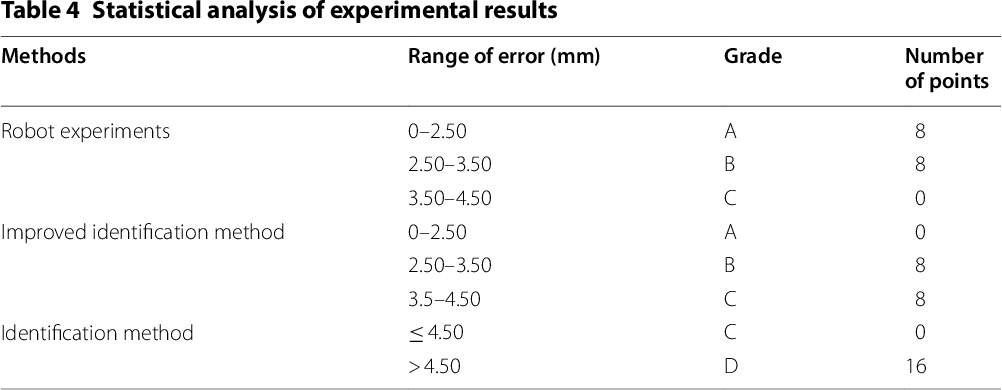 Table 4 Statistical analysis of experimental results
Methods Range of error (mm) Grade Number of points
Robot experiments 0–2.50 A 8
2.50–3.50 B 8
3.50–4.50 C 0
Improved identification method 0–2.50 A 0
2.50–3.50 B 8
3.5–4.50 C 8
Identification method ≤ 4.50 C 0
> 4.50 D 16